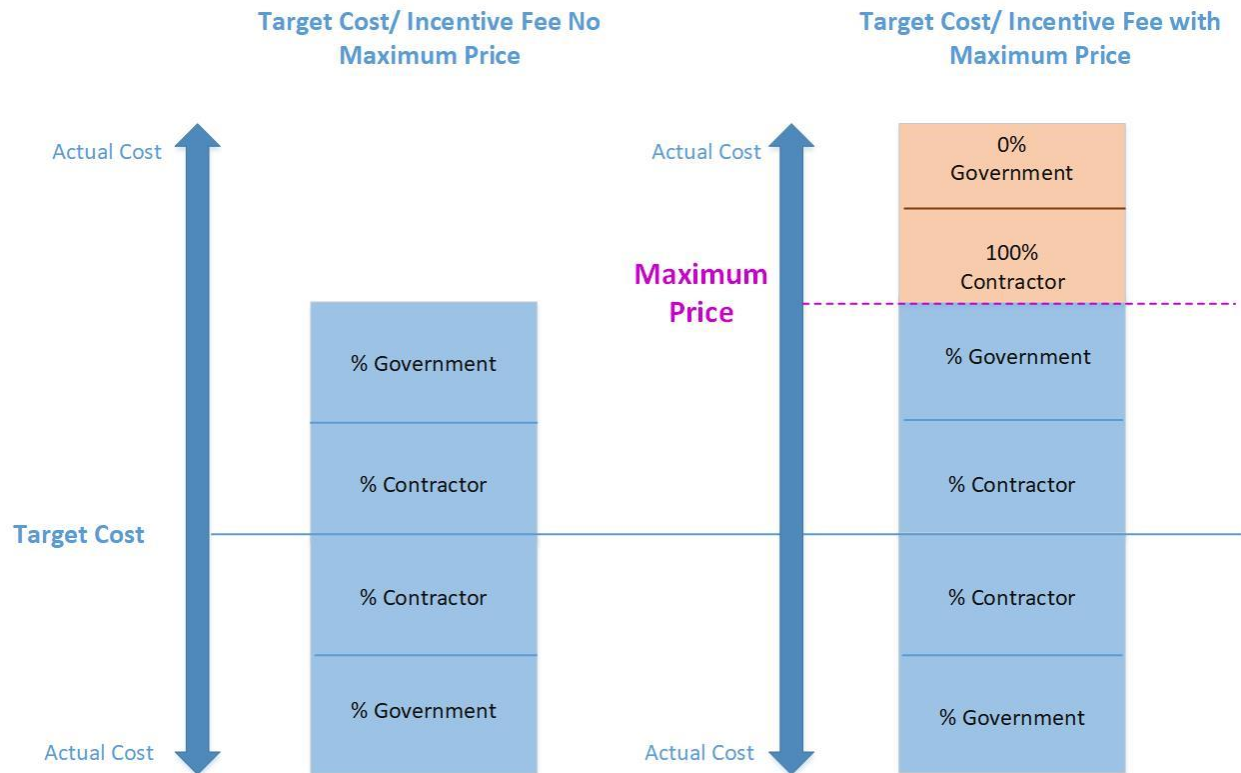 Target Cost/ Incentive Fee No
Maximum Price
Actual Cost
% Government
% Contractor
Target Cost
% Contractor
% Government
Actual Cost
Target Cost/ Incentive Fee with
Maximum Price
Actual Cost
0%
Government
100%
Contractor
Maximum
Price
% Government
% Contractor
% Contractor
% Government
Actual Cost